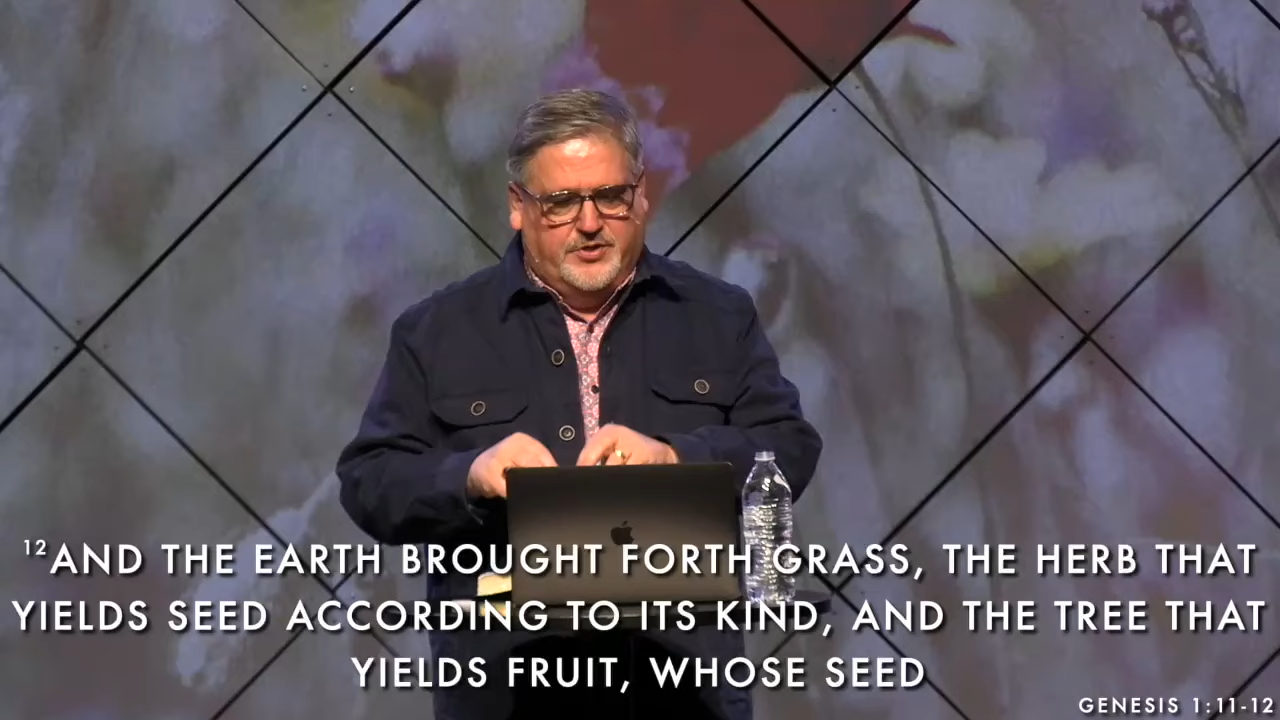 ¹²AND THE EARTH BROUGHT FORTH GRASS, THE HERB THAT
YIELDS SEED ACCORDING TO ITS KIND, AND THE TREE THAT
YIELDS FRUIT, WHOSE SEED
GENESIS 1:11-12